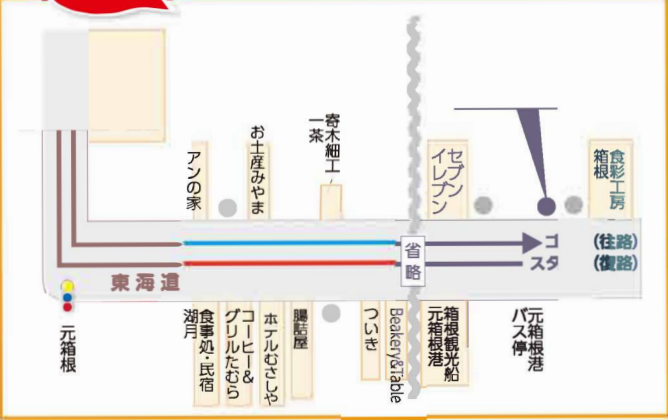 寄木細工
一茶
お土産みやま
アンの家
セブン
イレブン
食彩工房
箱根
省略
ゴ
(往路)
スタ
(復路)
東海道
元箱根
食事処・民宿
湖月
コーヒー&
グリルたむら
ホテルむさしや
腸詰屋
ついき
Beakery&Table
箱根観光船
元箱根港
元箱根港
バス停